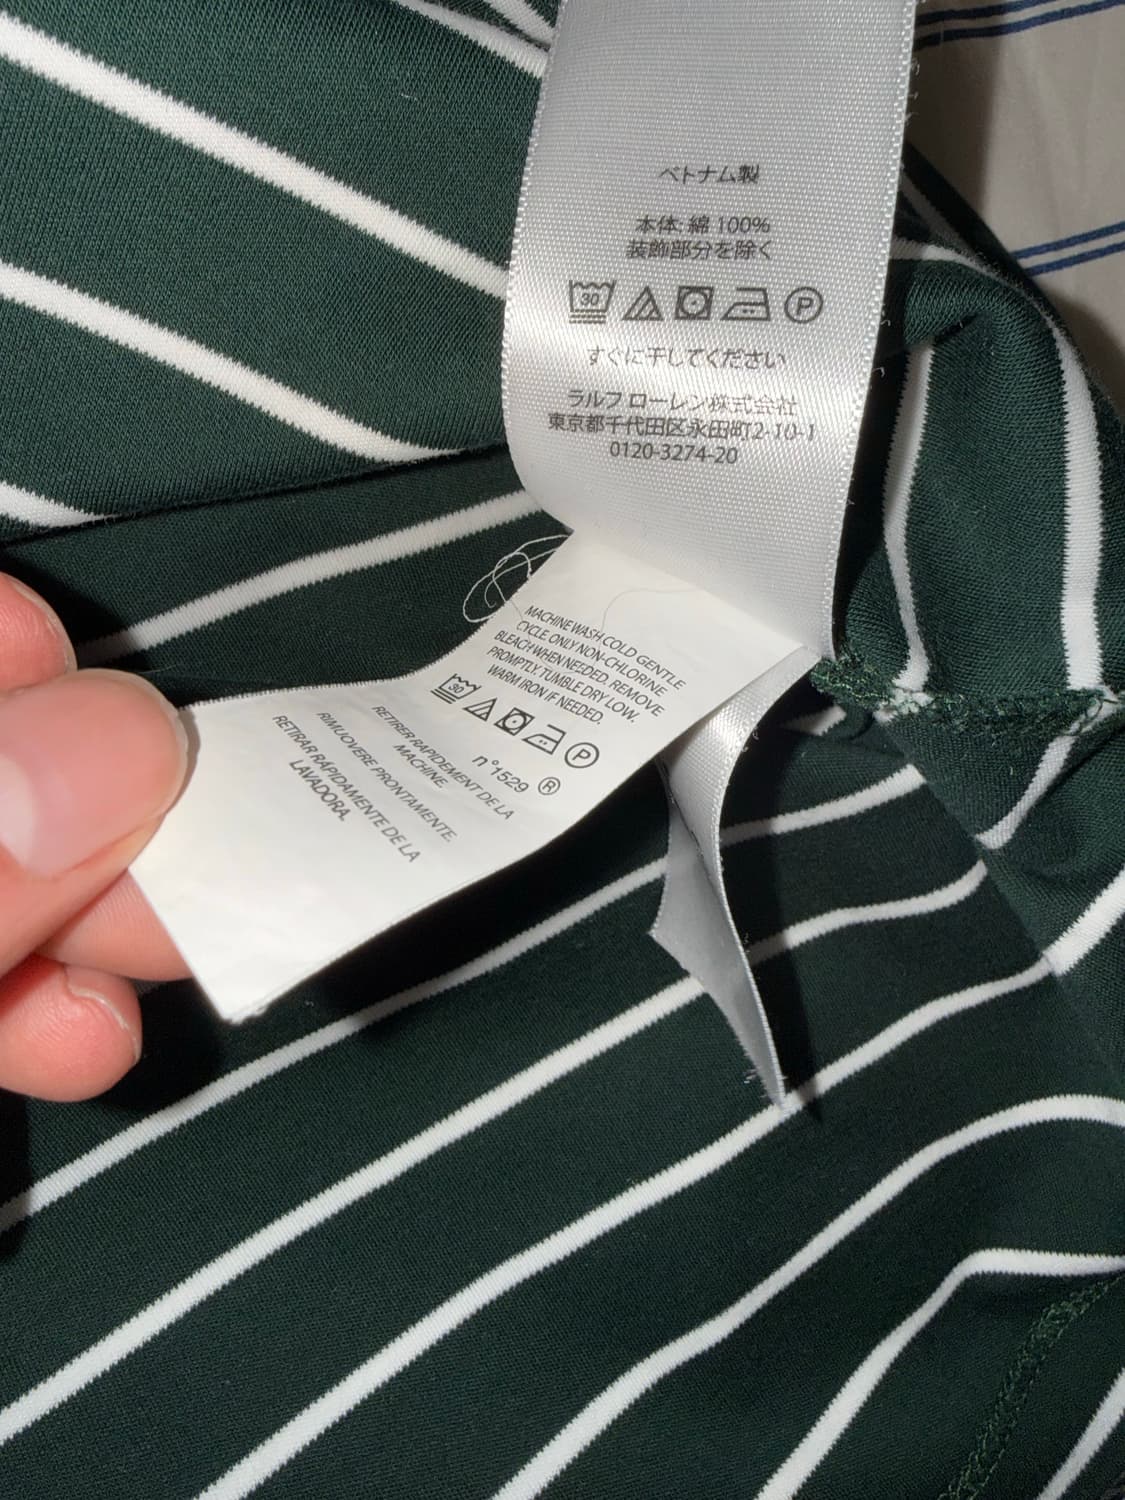 ベトナム製
本体: 綿 100%
装飾部分を除く
30 P
すぐに干してください
ラルフ ローレン株式会社
東京都千代田区永田町2-10-1
0120-3274-20
MACHINE WASH COLD GENTLE
CYCLE. ONLY NON-CHLORINE
BLEACH WHEN NEEDED. REMOVE
PROMPTLY. TUMBLE DRY LOW.
WARM IRON IF NEEDED.
30 P
n°1529 ®
RETIRER RAPIDEMENT DE LA
MACHINE.
RIMUOVERE PRONTAMENTE.
RETIRAR RAPIDAMENTE DE LA
LAVADORA.